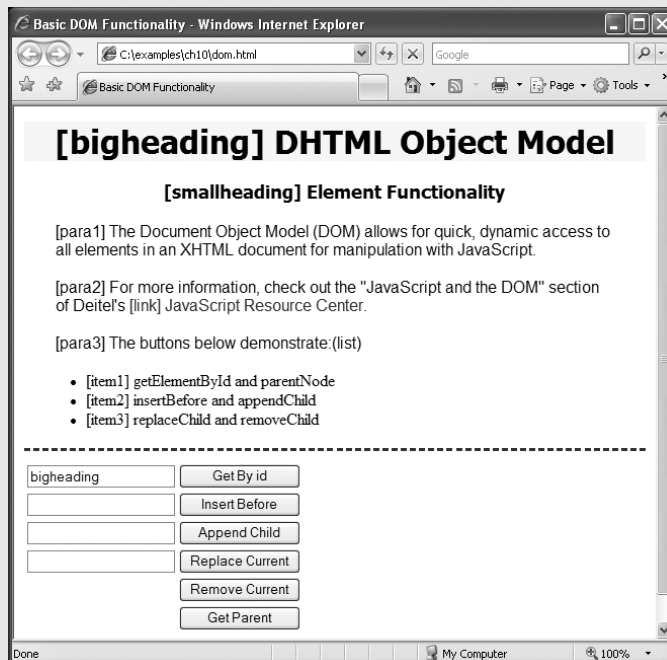 Basic DOM Functionality - Windows Internet Explorer
C:\examples\ch10\dom.html
Google
Basic DOM Functionality
Page
Tools
[bigheading] DHTML Object Model
[smallheading] Element Functionality
[para1] The Document Object Model (DOM) allows for quick, dynamic access to
all elements in an XHTML document for manipulation with JavaScript.
[para2] For more information, check out the "JavaScript and the DOM" section
of Deitel's [link] JavaScript Resource Center.
[para3] The buttons below demonstrate:(list)
• [item1] getElementById and parentNode
• [item2] insertBefore and appendChild
• [item3] replaceChild and removeChild
bigheading Get By id
Insert Before
Append Child
Replace Current
Remove Current
Get Parent
Done My Computer 100%